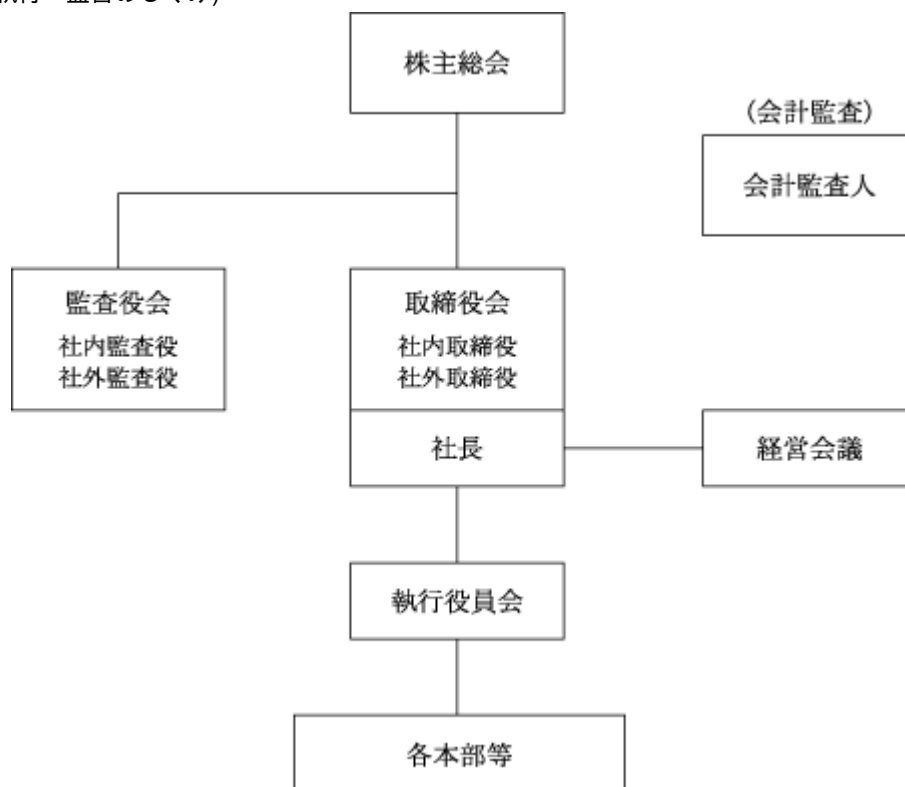 株主総会
(会計監査)
会計監査人
監査役会
社内監査役
社外監査役
取締役会
社内取締役
社外取締役
社長
経営会議
執行役員会
各本部等